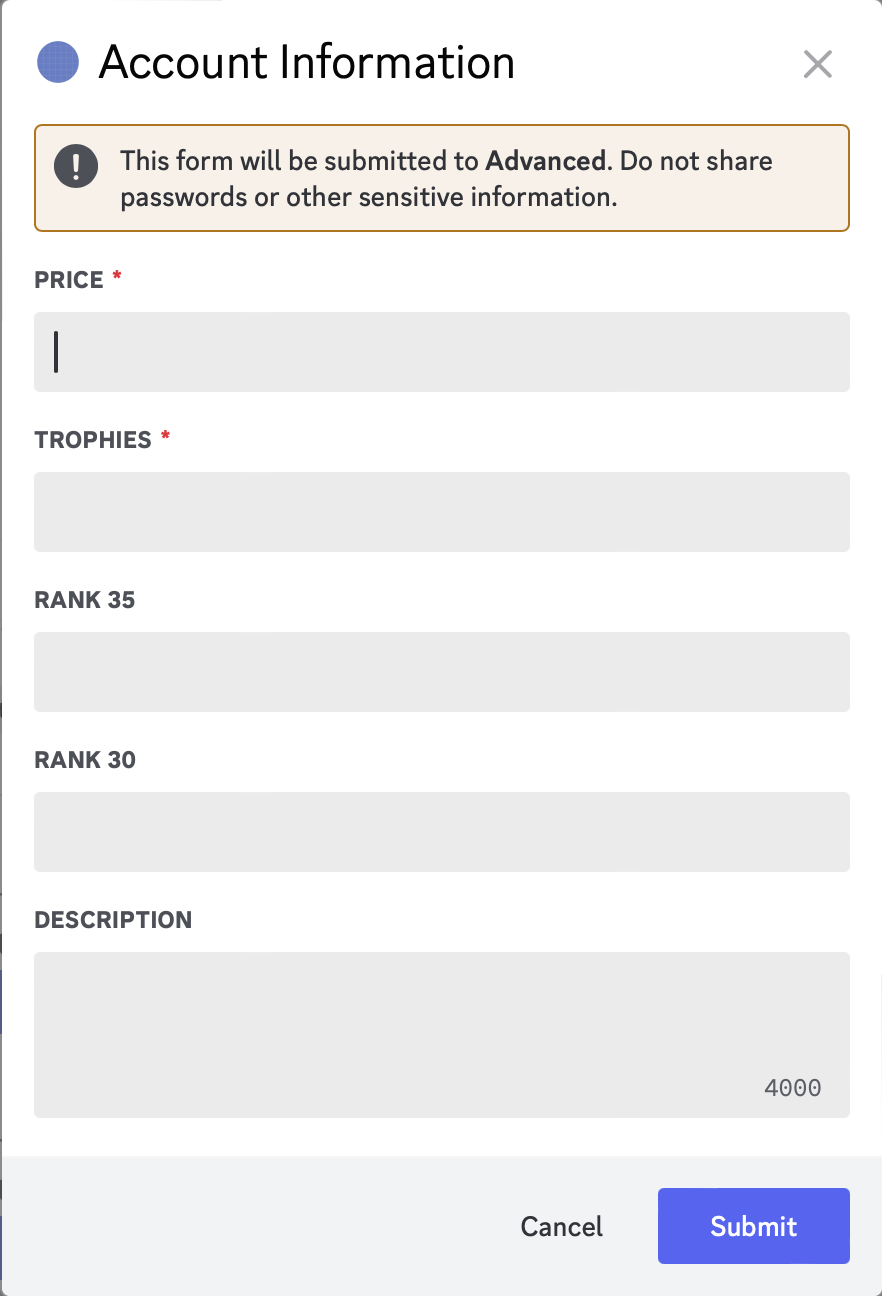 Account Information
This form will be submitted to Advanced. Do not share
passwords or other sensitive information.
PRICE *
TROPHIES *
RANK 35
RANK 30
DESCRIPTION
4000
Cancel
Submit